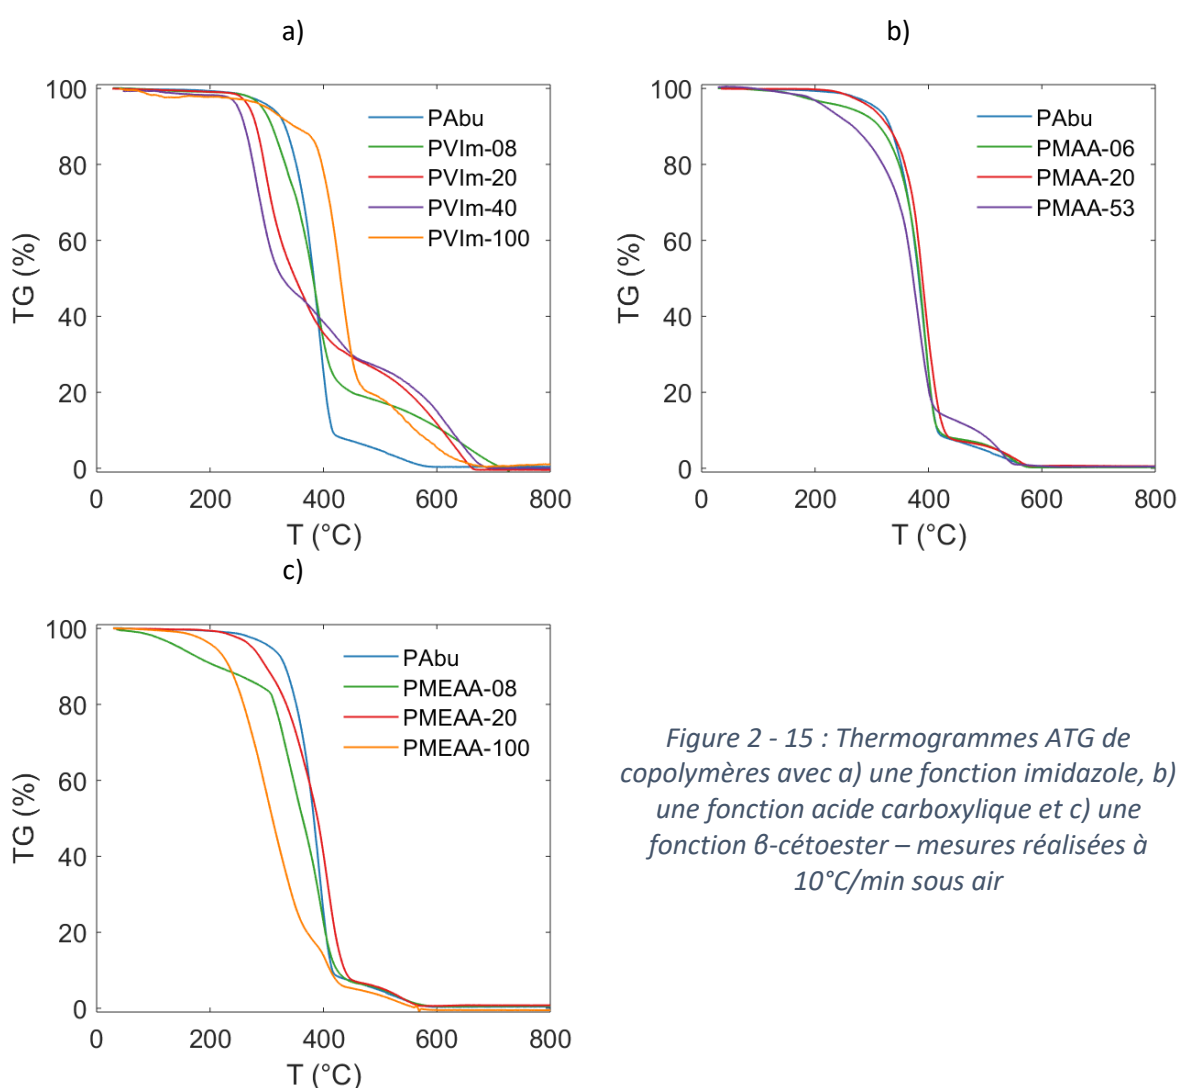 a)
100
80
60
40
20
0
TG (%)
0 200 400 600 800
T (°C)
PAbu
PVIm-08
PVIm-20
PVIm-40
PVIm-100
b)
100
80
60
40
20
0
TG (%)
0 200 400 600 800
T (°C)
PAbu
PMAA-06
PMAA-20
PMAA-53
c)
100
80
60
40
20
0
TG (%)
0 200 400 600 800
T (°C)
PAbu
PMEAA-08
PMEAA-20
PMEAA-100
Figure 2 - 15 : Thermogrammes ATG de
copolymères avec a) une fonction imidazole, b)
une fonction acide carboxylique et c) une
fonction β-cétoester – mesures réalisées à
10°C/min sous air